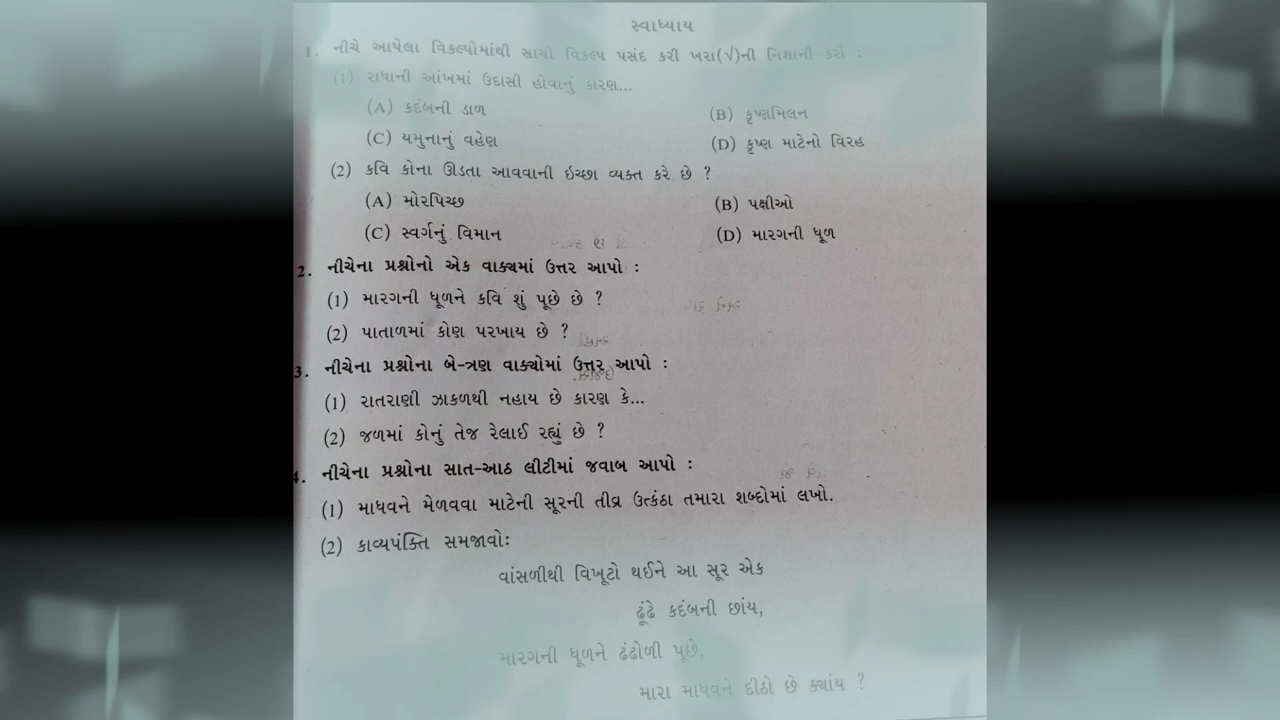 સ્વાધ્યાય
1. નીચે આપેલા વિકલ્પોમાંથી સાચો વિકલ્પ પસંદ કરી ખરા(√)ની નિશાની કરો :
(1) રાધાની આંખમાં ઉદાસી હોવાનું કારણ...
(A) કદંબની ડાળ (B) કૃષ્ણમિલન
(C) યમુનાનું વહેણ (D) કૃષ્ણ માટેનો વિરહ
(2) કવિ કોના ઊડતા આવવાની ઇચ્છા વ્યક્ત કરે છે ?
(A) મોરપિચ્છ (B) પક્ષીઓ
(C) સ્વર્ગનું વિમાન (D) મારગની ધૂળ
2. નીચેના પ્રશ્નોનો એક વાક્યમાં ઉત્તર આપો :
(1) મારગની ધૂળને કવિ શું પૂછે છે ?
(2) પાતાળમાં કોણ પરખાય છે ?
3. નીચેના પ્રશ્નોના બે-ત્રણ વાક્યોમાં ઉત્તર આપો :
(1) રાતરાણી ઝાકળથી નહાય છે કારણ કે...
(2) જળમાં કોનું તેજ રેલાઈ રહ્યું છે ?
4. નીચેના પ્રશ્નોના સાત-આઠ લીટીમાં જવાબ આપો :
(1) માધવને મેળવવા માટેની સૂરની તીવ્ર ઉત્કંઠા તમારા શબ્દોમાં લખો.
(2) કાવ્યપંક્તિ સમજાવો:
વાંસળીથી વિખૂટો થઈને આ સૂર એક
ઢૂંઢે કદંબની છાંય,
મારગની ધૂળને ઢંઢોળી પૂછે,
મારા માધવને દીઠો છે ક્યાંય ?